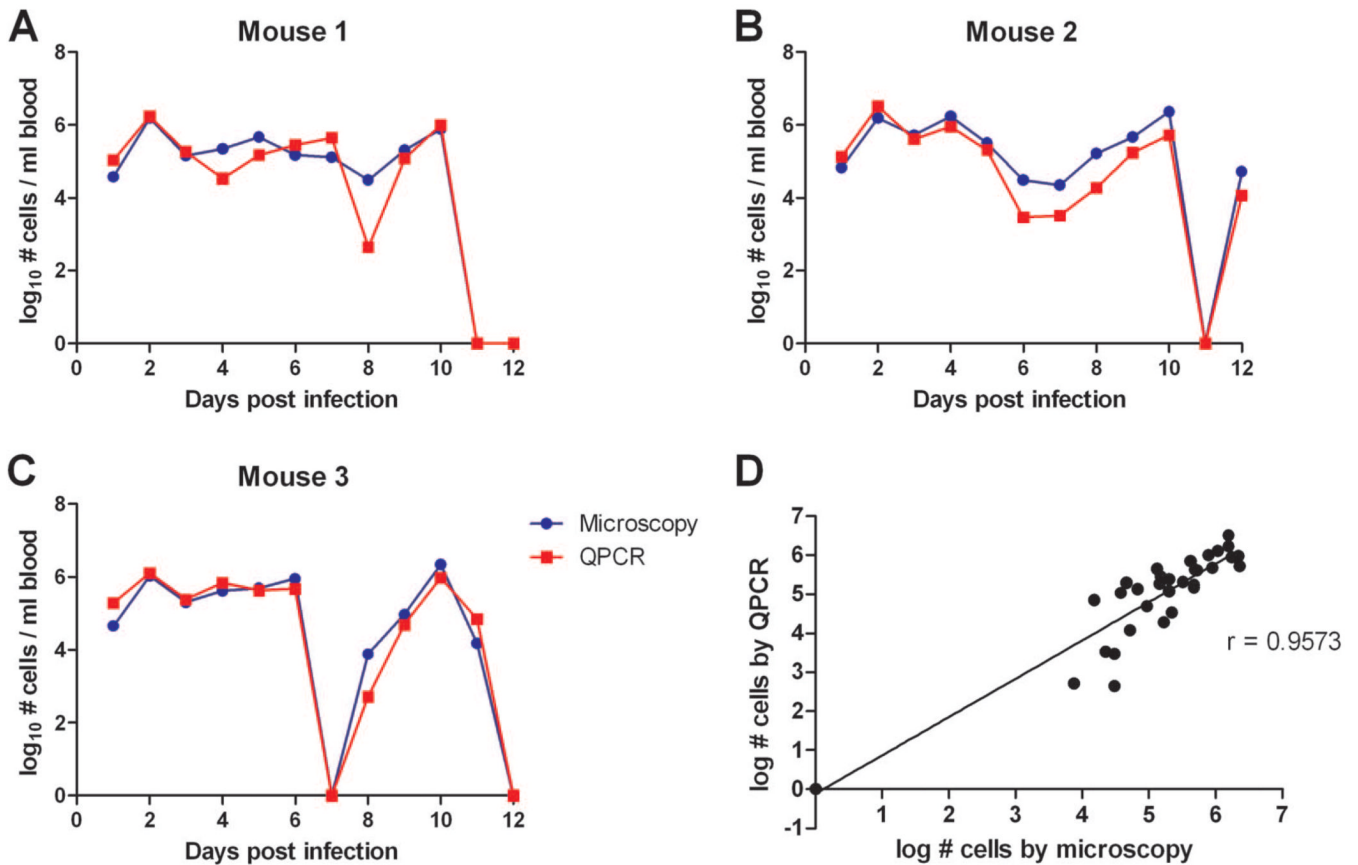 A
Mouse 1
log10 # cells / ml blood
8
6
4
2
0
0 2 4 6 8 10 12
Days post infection
B
Mouse 2
log10 # cells / ml blood
8
6
4
2
0
0 2 4 6 8 10 12
Days post infection
C
Mouse 3
log10 # cells / ml blood
8
6
4
2
0
0 2 4 6 8 10 12
Days post infection
Microscopy
QPCR
D
log # cells by QPCR
7
6
5
4
3
2
1
0
-1
1 2 3 4 5 6 7
r = 0.9573
log # cells by microscopy